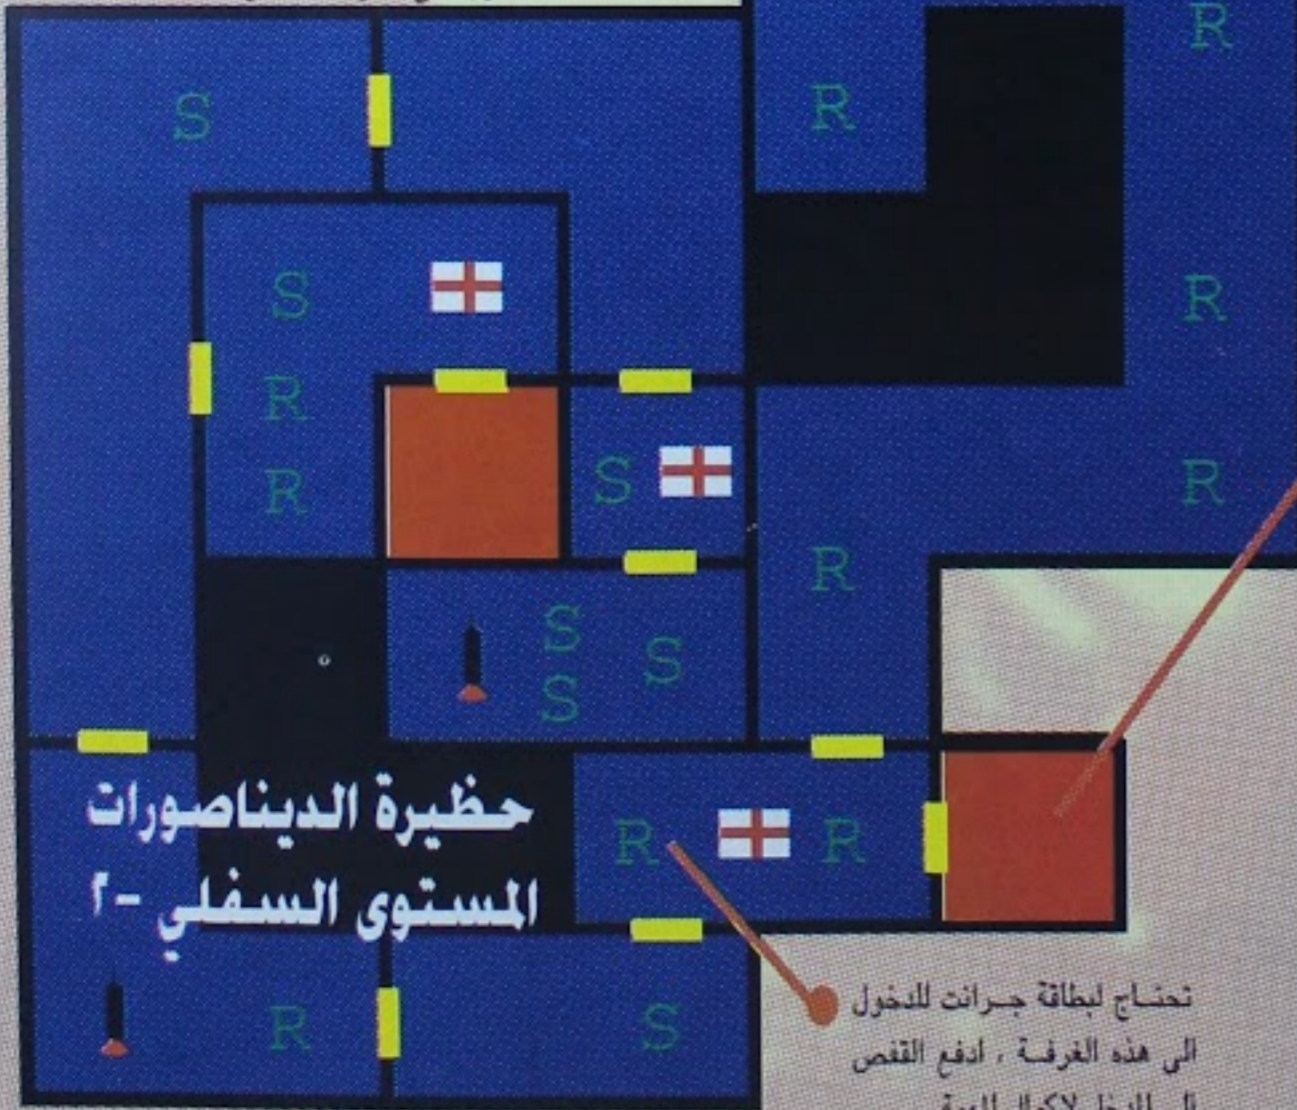 S
R
R
S
R
R
R
S
R
R
S
S
S
R
حظيرة الديناصورات
المستوى السفلي -٢
R
R
R
S
تحتاج لبطاقة جرانت للدخول
الى هذه الغرفة ، ادفع القفص